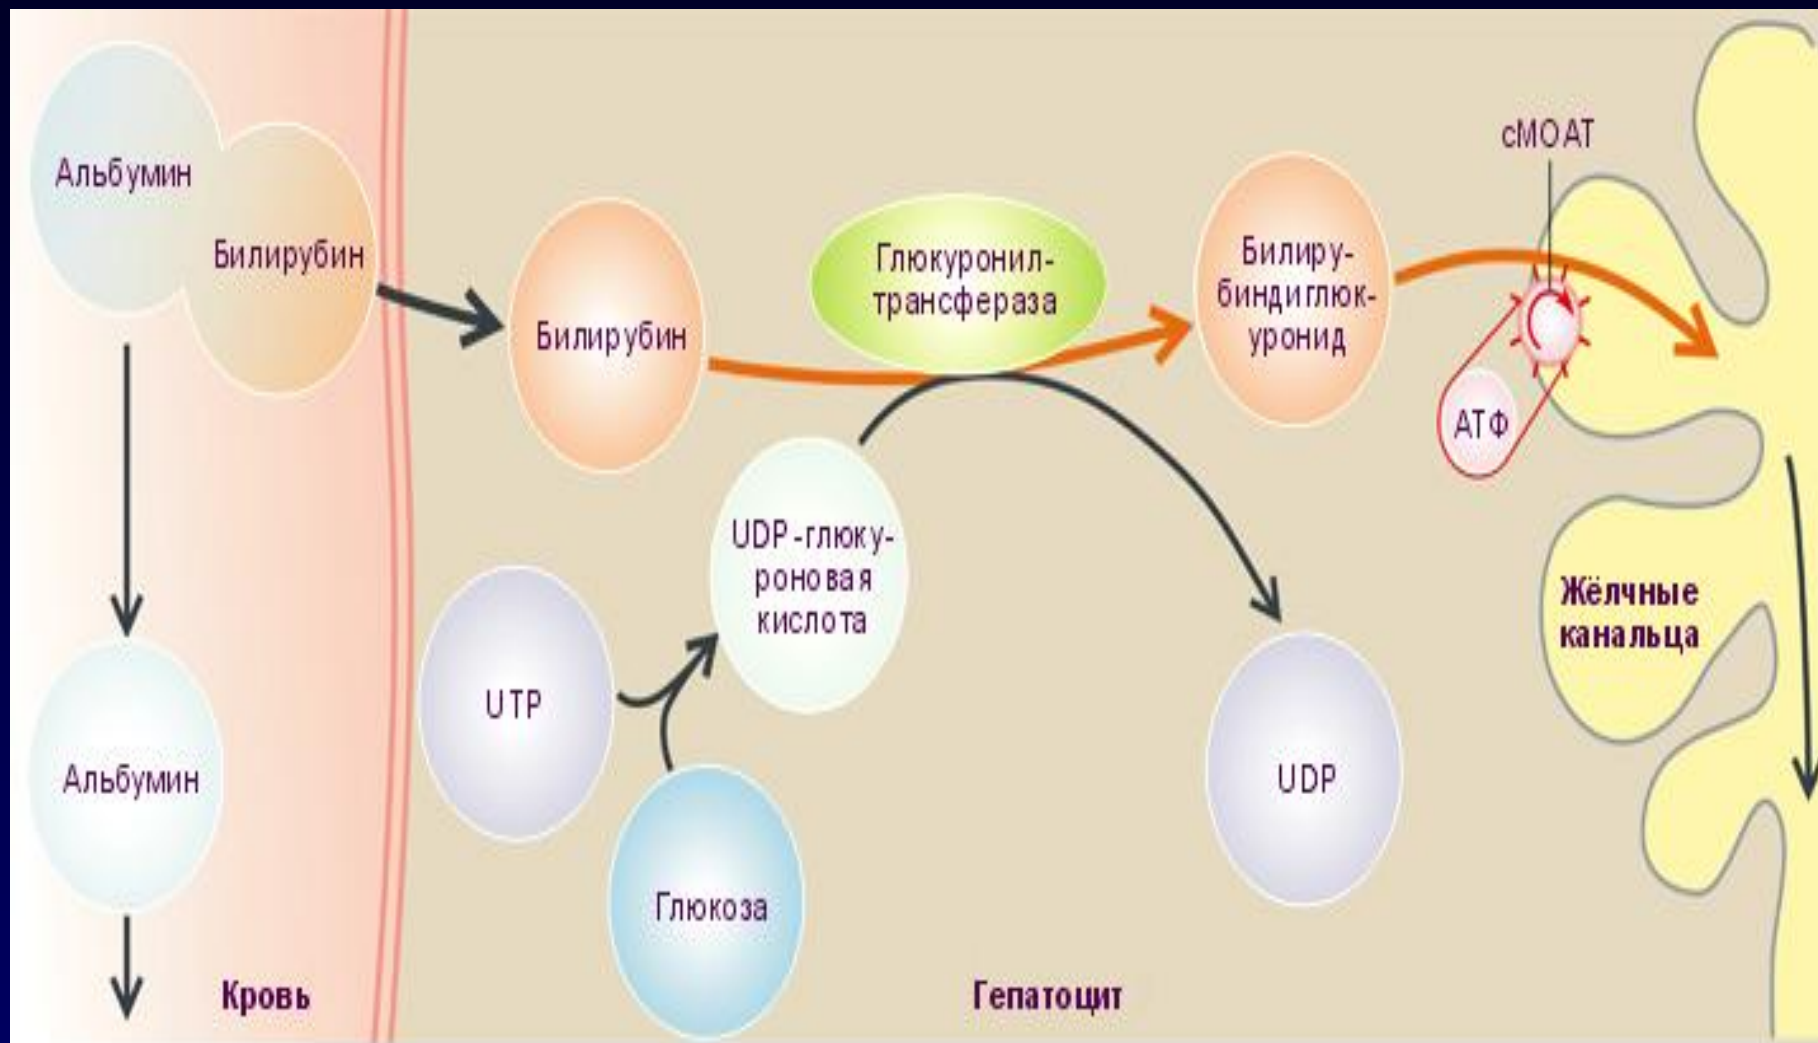 Альбумин
Билирубин
Билирубин
Глюкуронил-
трансфераза
Билиру-
биндиглюк-
уронид
сМОАТ
АТФ
UDP-глюку-
роновая
кислота
UTP
Глюкоза
UDP
Жёлчные
канальца
Альбумин
Кровь
Гепатоцит